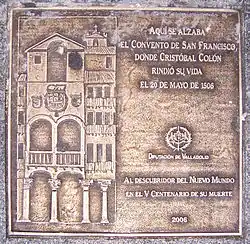 AQUÍ SE ALZABA
EL CONVENTO DE SAN FRANCISCO,
DONDE CRISTÓBAL COLÓN
RINDIÓ SU VIDA
EL 20 DE MAYO DE 1506
DIPUTACIÓN DE VALLADOLID
AL DESCUBRIDOR DEL NUEVO MUNDO
EN EL V CENTENARIO DE SU MUERTE
2006